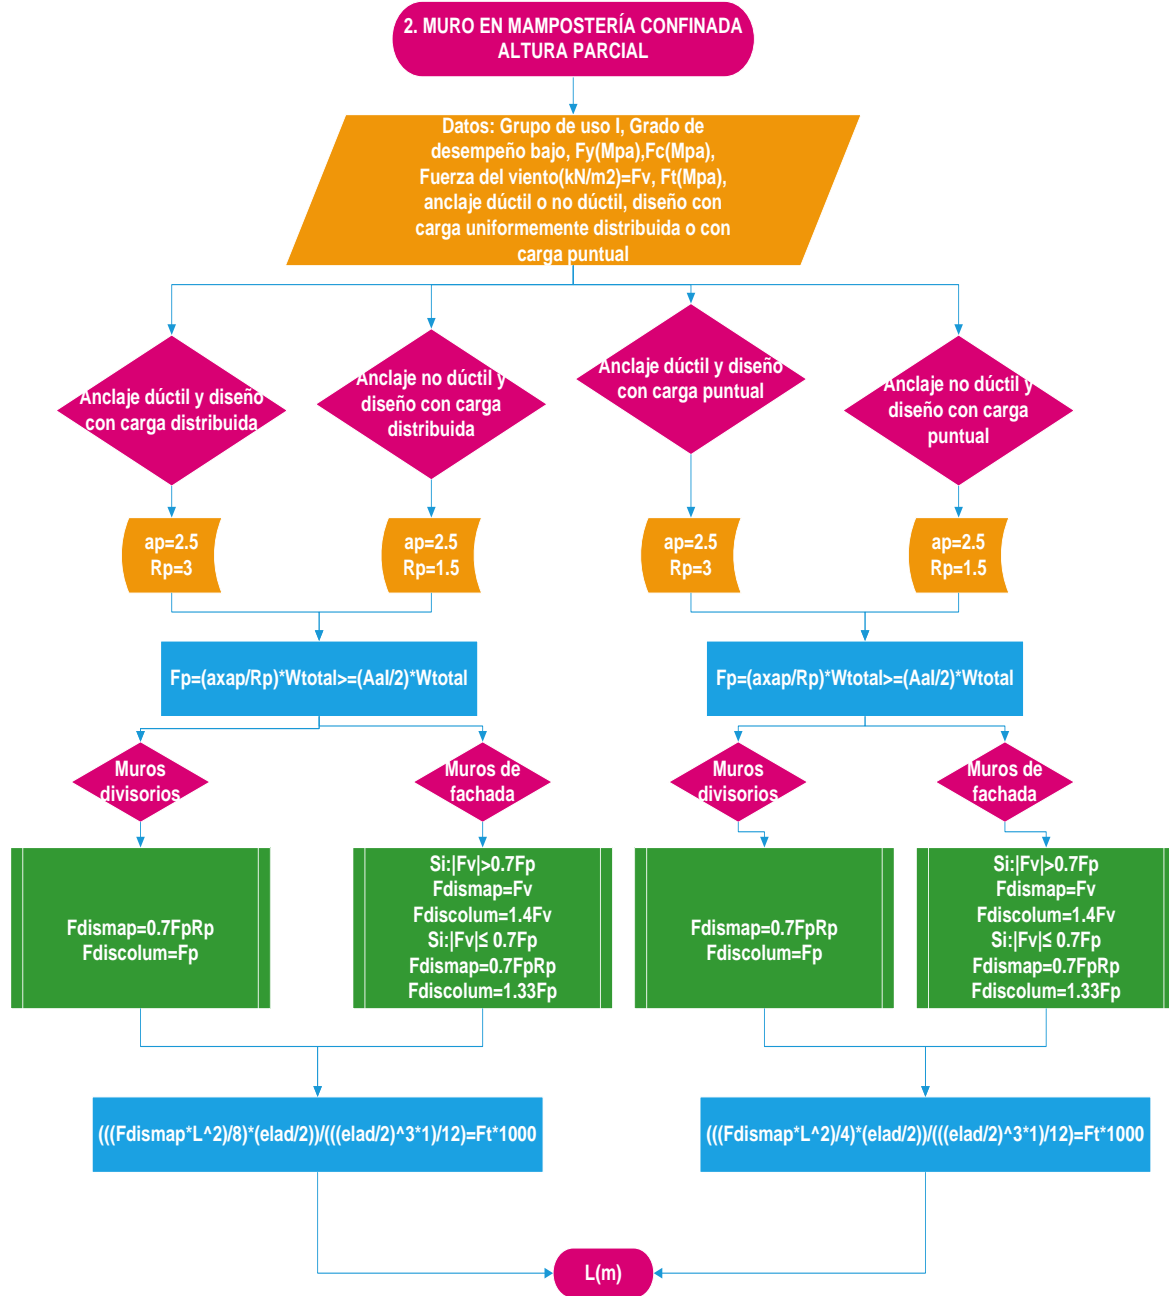 2. MURO EN MAMPOSTERÍA CONFINADA
ALTURA PARCIAL
Datos: Grupo de uso I, Grado de
desempeño bajo, Fy(Mpa),Fc(Mpa),
Fuerza del viento(kN/m2)=Fv, Ft(Mpa),
anclaje dúctil o no dúctil, diseño con
carga uniformemente distribuida o con
carga puntual
Anclaje dúctil y diseño
con carga distribuida
Anclaje no dúctil y
diseño con carga
distribuida
Anclaje dúctil y diseño
con carga puntual
Anclaje no dúctil y
diseño con carga
puntual
ap=2.5
Rp=3
ap=2.5
Rp=1.5
ap=2.5
Rp=3
ap=2.5
Rp=1.5
Fp=(axap/Rp)*Wtotal>=(Aal/2)*Wtotal
Fp=(axap/Rp)*Wtotal>=(Aal/2)*Wtotal
Muros
divisorios
Muros de
fachada
Muros
divisorios
Muros de
fachada
Fdismap=0.7FpRp
Fdiscolum=Fp
Si:|Fv|>0.7Fp
Fdismap=Fv
Fdiscolum=1.4Fv
Si:|Fv|≤ 0.7Fp
Fdismap=0.7FpRp
Fdiscolum=1.33Fp
Fdismap=0.7FpRp
Fdiscolum=Fp
Si:|Fv|>0.7Fp
Fdismap=Fv
Fdiscolum=1.4Fv
Si:|Fv|≤ 0.7Fp
Fdismap=0.7FpRp
Fdiscolum=1.33Fp
(((Fdismap*L^2)/8)*(elad/2))/(((elad/2)^3*1)/12)=Ft*1000
(((Fdismap*L^2)/4)*(elad/2))/(((elad/2)^3*1)/12)=Ft*1000
L(m)